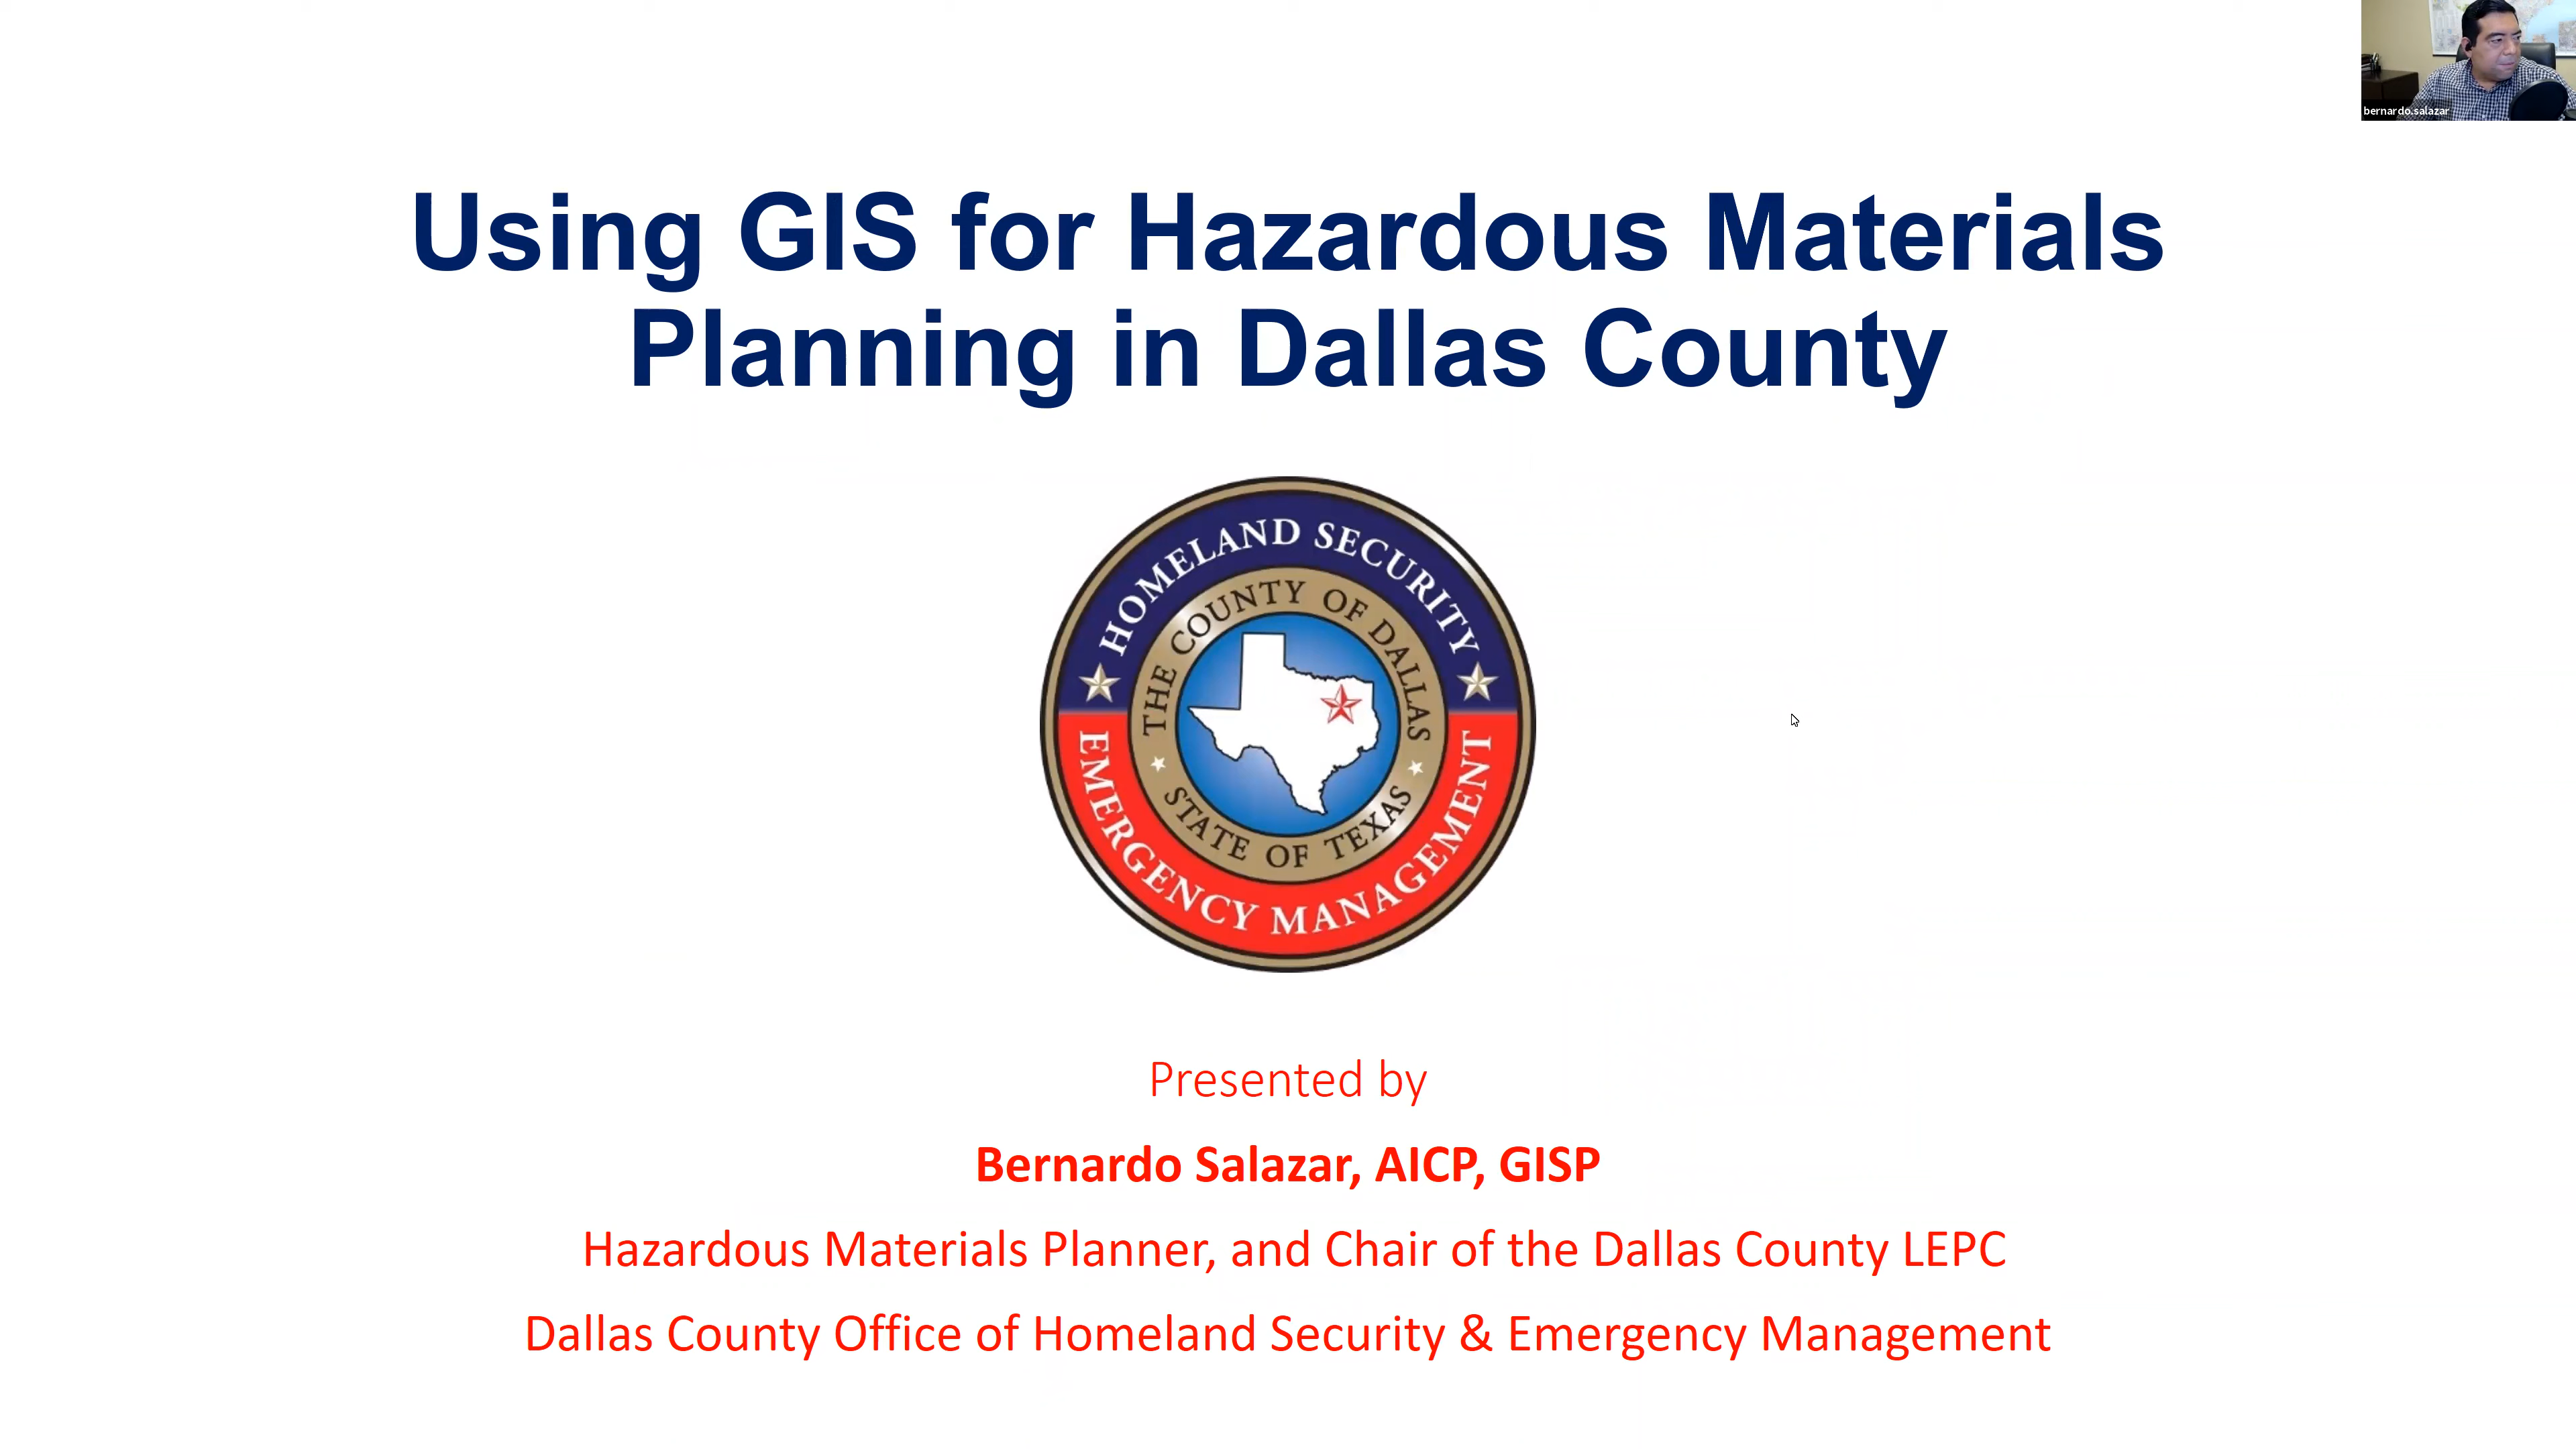 bernardo.salazar
Using GIS for Hazardous Materials
Planning in Dallas County
HOMELAND SECURITY
THE COUNTY OF DALLAS
STATE OF TEXAS
EMERGENCY MANAGEMENT
Presented by
Bernardo Salazar, AICP, GISP
Hazardous Materials Planner, and Chair of the Dallas County LEPC
Dallas County Office of Homeland Security & Emergency Management